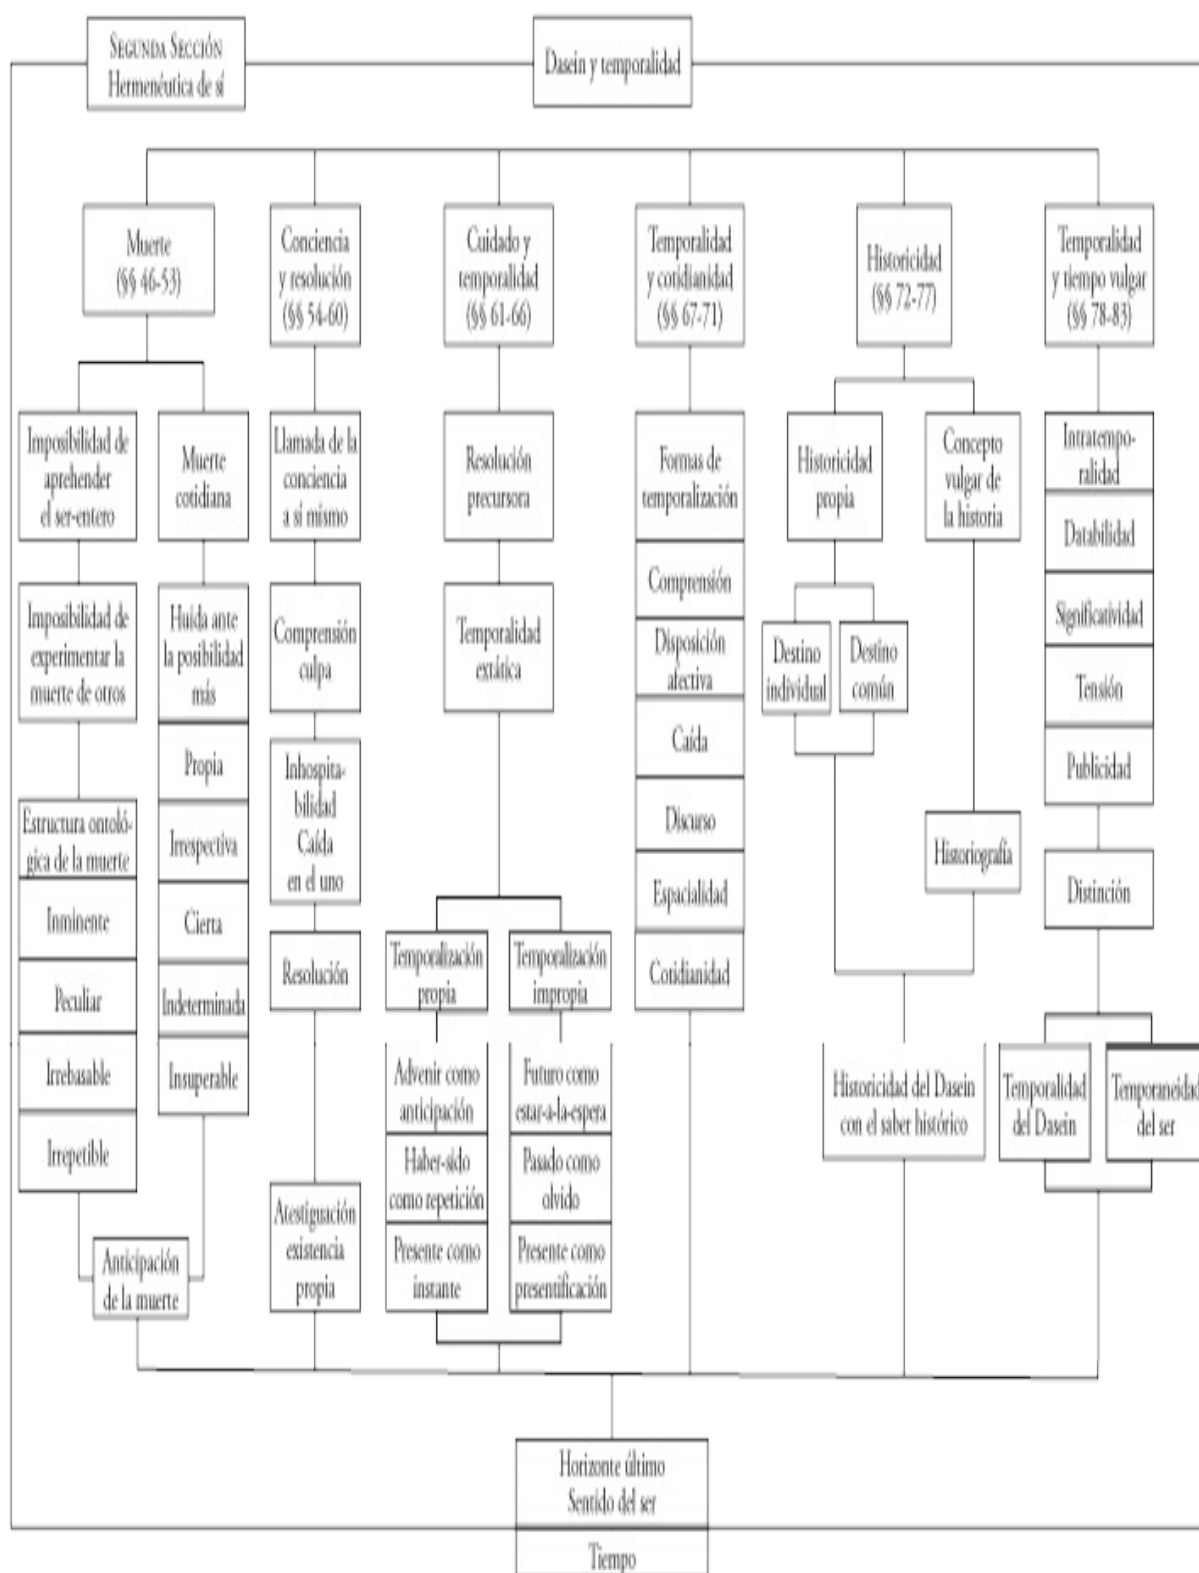 SEGUNDA SECCIÓN
Hermenéutica de sí
Dasein y temporalidad
Muerte
(§§ 46-53)
Conciencia
y resolución
(§§ 54-60)
Cuidado y
temporalidad
(§§ 61-66)
Temporalidad
y cotidianidad
(§§ 67-71)
Historicidad
(§§ 72-77)
Temporalidad
y tiempo vulgar
(§§ 78-83)
Imposibilidad de
aprehender
el ser-entero
Imposibilidad de
experimentar la
muerte de otros
Estructura ontoló-
gica de la muerte
Inminente
Peculiar
Irrebasable
Irrepetible
Muerte
cotidiana
Huida ante
la posibilidad
más
Propia
Irrespectiva
Cierta
Indeterminada
Insuperable
Anticipación
de la muerte
Llamada de la
conciencia
a sí mismo
Comprensión
culpa
Inhospita-
bilidad
Caída
en el uno
Resolución
Atestiguación
existencia
propia
Resolución
precursora
Temporalidad
extática
Temporalización
propia
Advenir como
anticipación
Haber-sido
como repetición
Presente como
instante
Temporalización
impropia
Futuro como
estar-a-la-espera
Pasado como
olvido
Presente como
presentificación
Formas de
temporalización
Comprensión
Disposición
afectiva
Caída
Discurso
Espacialidad
Cotidianidad
Historicidad
propia
Destino
individual
Destino
común
Concepto
vulgar de
la historia
Historiografía
Historicidad del Dasein
con el saber histórico
Intratempo-
ralidad
Databilidad
Significatividad
Tensión
Publicidad
Distinción
Temporalidad
del Dasein
Temporaneidad
del ser
Horizonte último
Sentido del ser
Tiempo